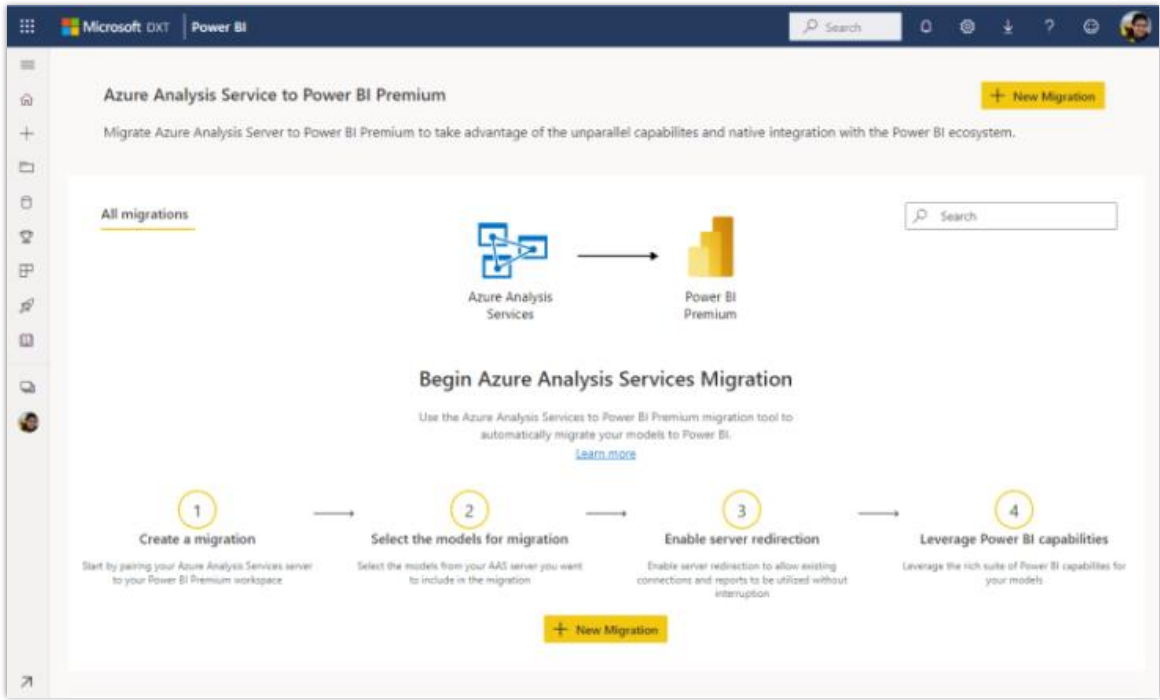 Microsoft DXT
Power BI
Search
?
Azure Analysis Service to Power BI Premium
+ New Migration
Migrate Azure Analysis Server to Power BI Premium to take advantage of the unparallel capabilites and native integration with the Power BI ecosystem.
All migrations
Search
Azure Analysis
Services
Power BI
Premium
Begin Azure Analysis Services Migration
Use the Azure Analysis Services to Power BI Premium migration tool to
automatically migrate your models to Power BI.
Learn more
1
Create a migration
Start by pairing your Azure Analysis Services server
to your Power BI Premium workspace
2
Select the models for migration
Select the models from your AAS server you want
to include in the migration
3
Enable server redirection
Enable server redirection to allow existing
connections and reports to be utilized without
interruption
4
Leverage Power BI capabilities
Leverage the rich suite of Power BI capabilites for
your models
+ New Migration